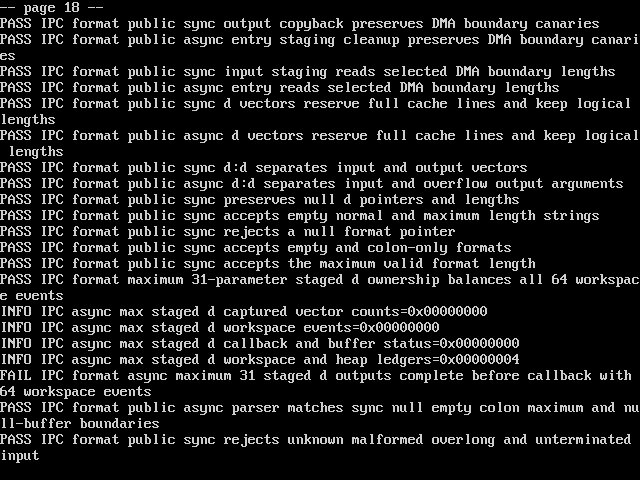 -- page 18 --
PASS IPC format public sync output copyback preserves DMA boundary canaries
PASS IPC format public async entry staging cleanup preserves DMA boundary canari
es
PASS IPC format public sync input staging reads selected DMA boundary lengths
PASS IPC format public async entry reads selected DMA boundary lengths
PASS IPC format public sync d vectors reserve full cache lines and keep logical
lengths
PASS IPC format public async d vectors reserve full cache lines and keep logical
 lengths
PASS IPC format public sync d:d separates input and output vectors
PASS IPC format public async d:d separates input and overflow output arguments
PASS IPC format public sync preserves null d pointers and lengths
PASS IPC format public sync accepts empty normal and maximum length strings
PASS IPC format public sync rejects a null format pointer
PASS IPC format public sync accepts empty and colon-only formats
PASS IPC format public sync accepts the maximum valid format length
PASS IPC format maximum 31-parameter staged d ownership balances all 64 workspac
e events
INFO IPC async max staged d captured vector counts=0x00000000
INFO IPC async max staged d workspace events=0x00000000
INFO IPC async max staged d callback and buffer status=0x00000000
INFO IPC async max staged d workspace and heap ledgers=0x00000004
FAIL IPC format async maximum 31 staged d outputs complete before callback with
64 workspace events
PASS IPC format public async parser matches sync null empty colon maximum and nu
ll-buffer boundaries
PASS IPC format public sync rejects unknown malformed overlong and unterminated
input